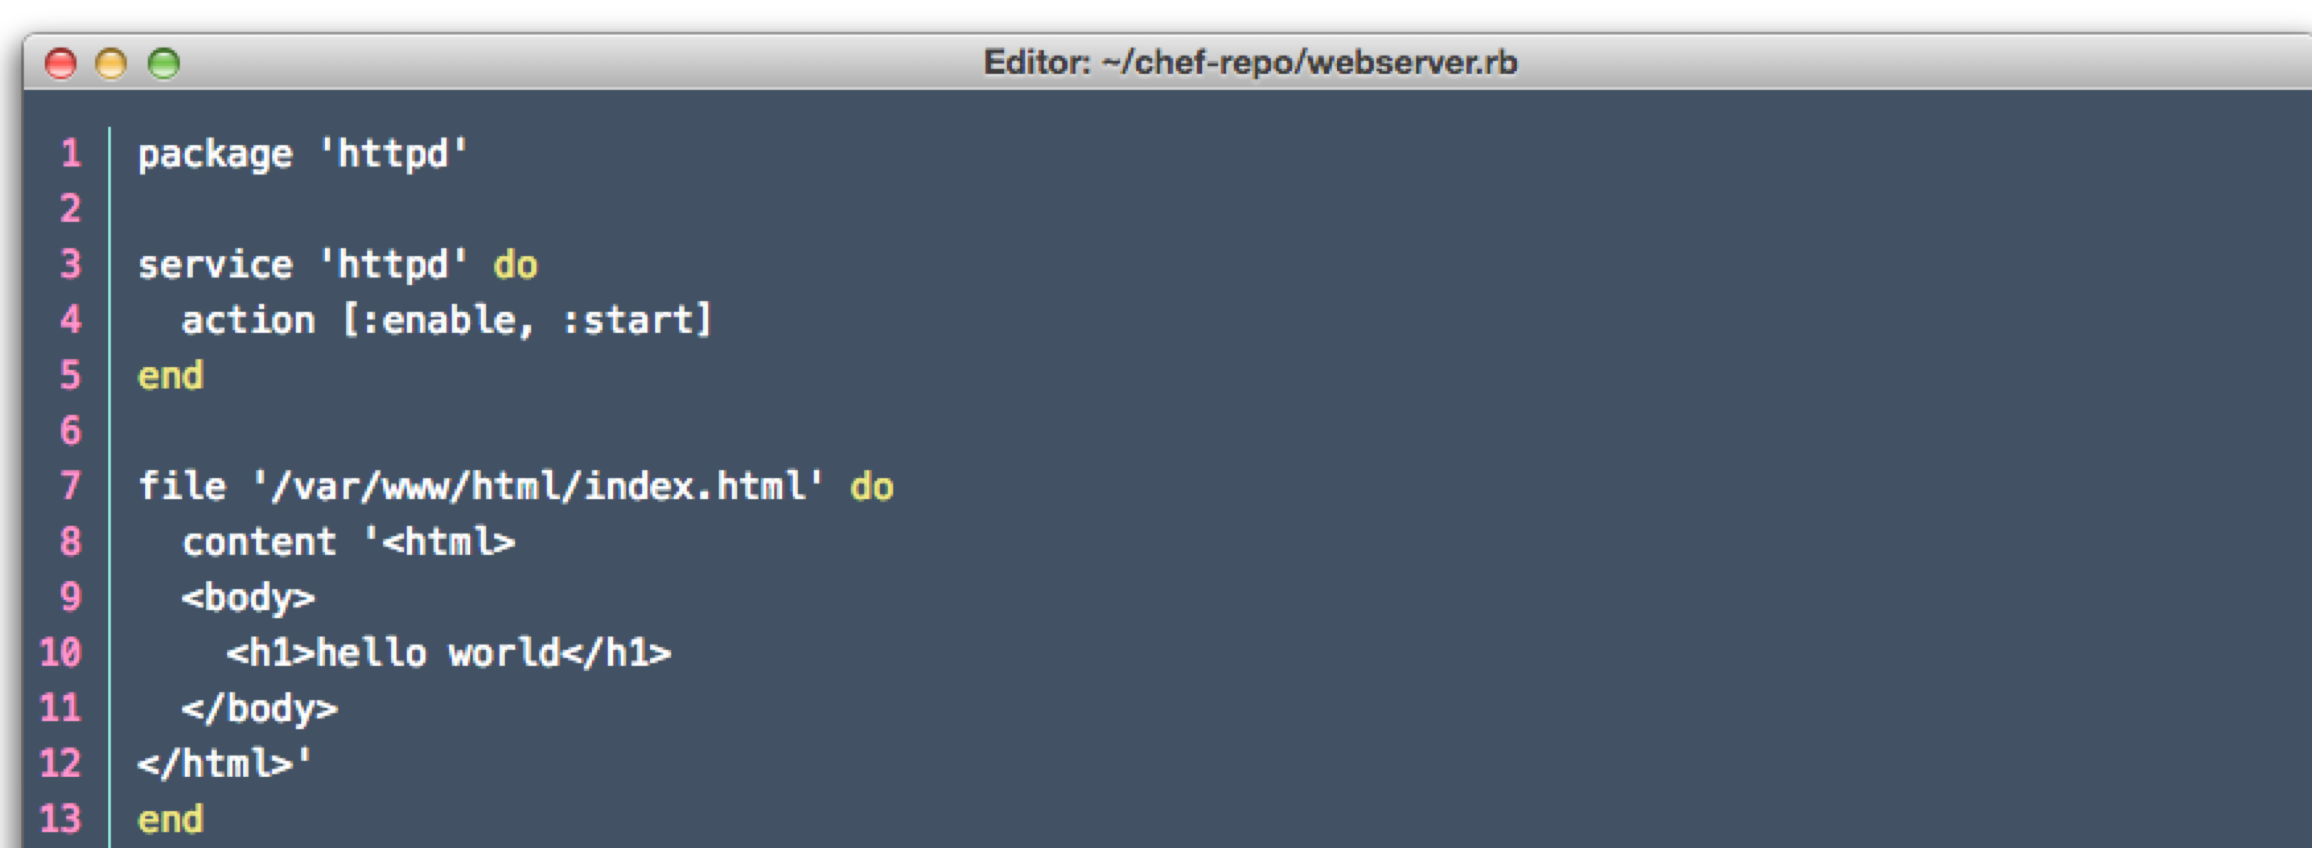 Editor: ~/chef-repo/webserver.rb
1 package 'httpd'
2
3 service 'httpd' do
4   action [:enable, :start]
5 end
6
7 file '/var/www/html/index.html' do
8   content '<html>
9   <body>
10     <h1>hello world</h1>
11   </body>
12 </html>'
13 end